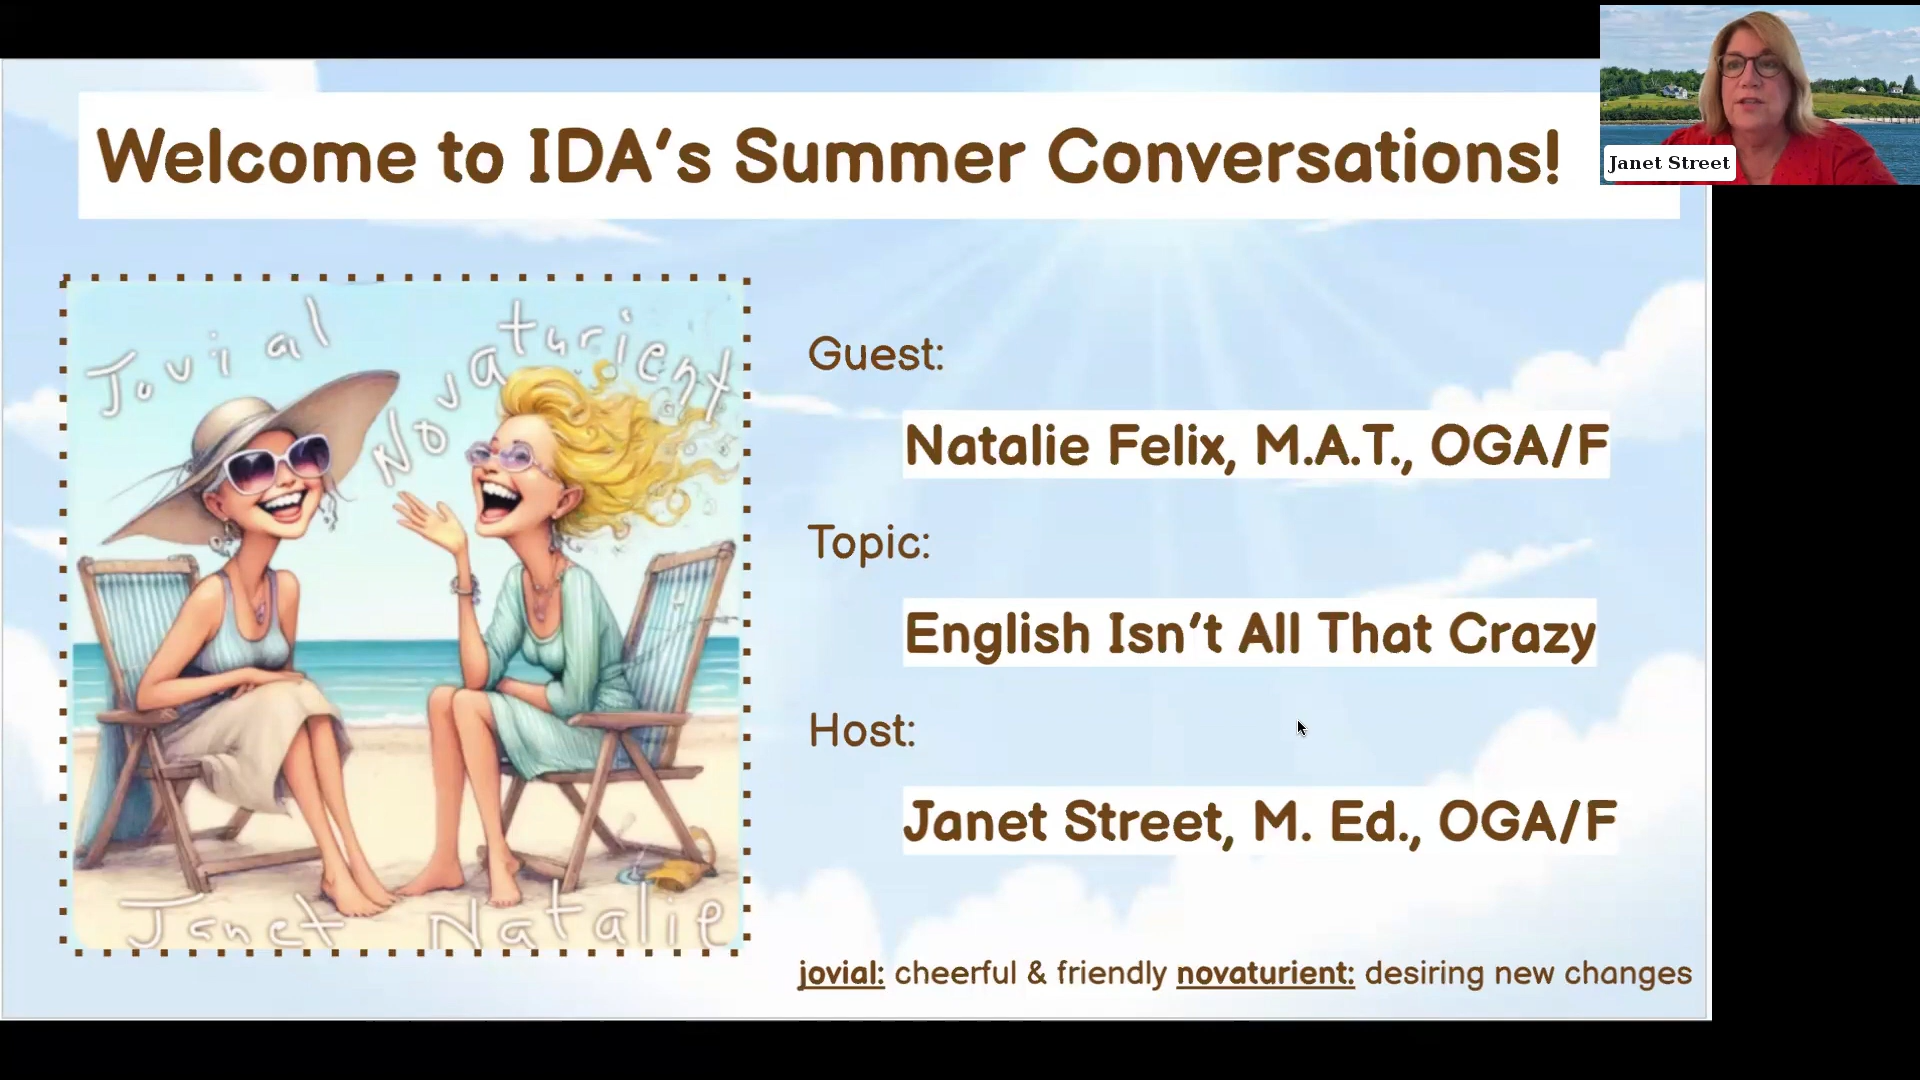 Welcome to IDA's Summer Conversations!
Janet Street
Jovial Novaturient
Janet Natalie
Guest:
Natalie Felix, M.A.T., OGA/F
Topic:
English Isn't All That Crazy
Host:
Janet Street, M. Ed., OGA/F
jovial: cheerful & friendly novaturient: desiring new changes